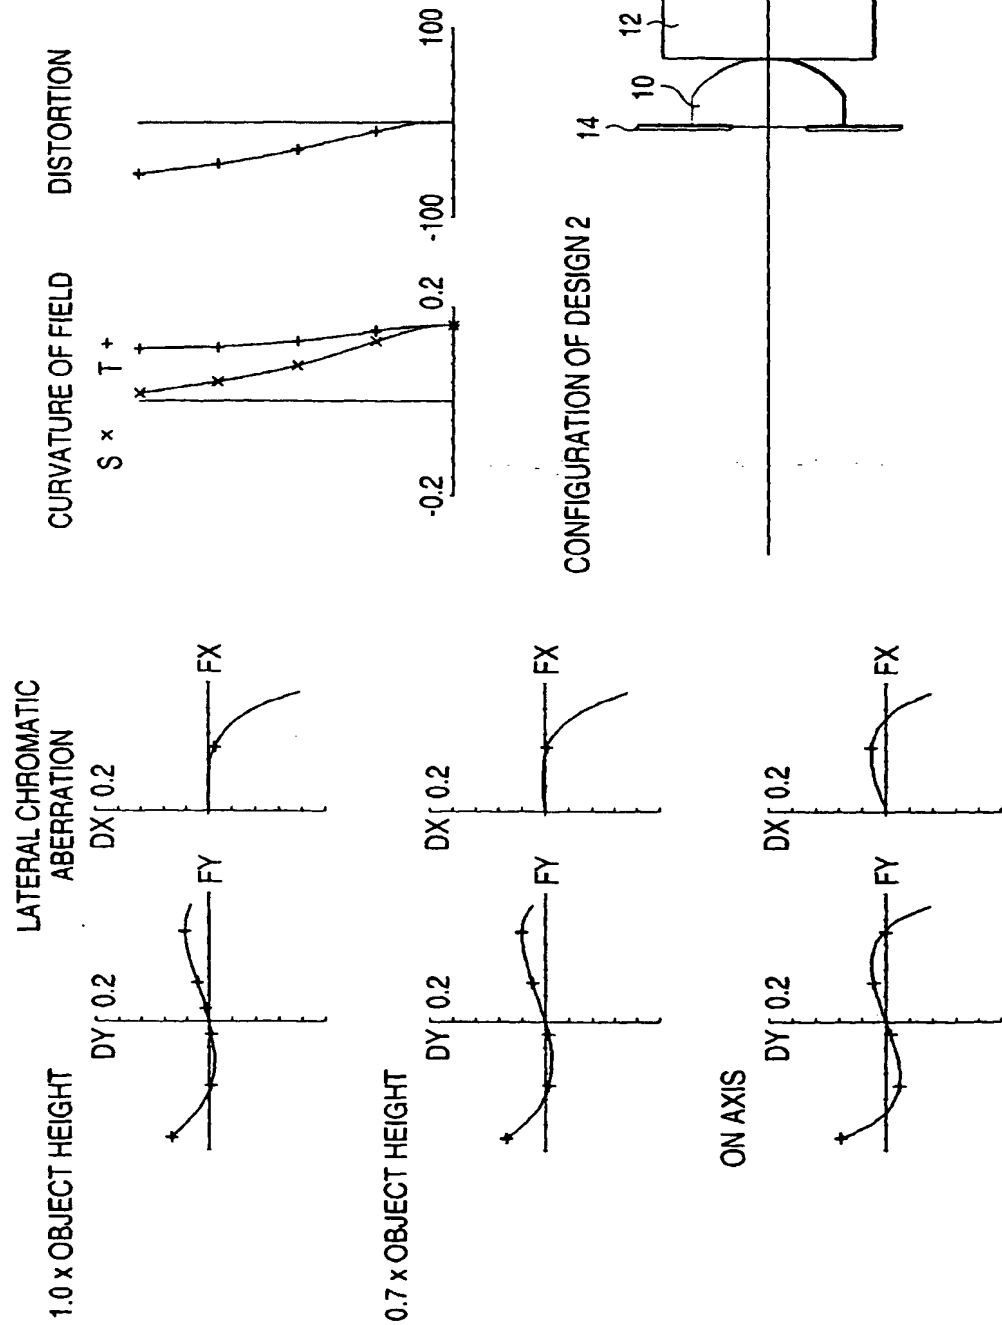 LATERAL CHROMATIC
ABERRATION
1.0 x OBJECT HEIGHT
DY 0.2
FY
DX 0.2
FX
0.7 x OBJECT HEIGHT
DY 0.2
FY
DX 0.2
FX
ON AXIS
DY 0.2
FY
DX 0.2
FX
CURVATURE OF FIELD
S × T +
-0.2
0.2
DISTORTION
-100
100
CONFIGURATION OF DESIGN 2
14
10
12